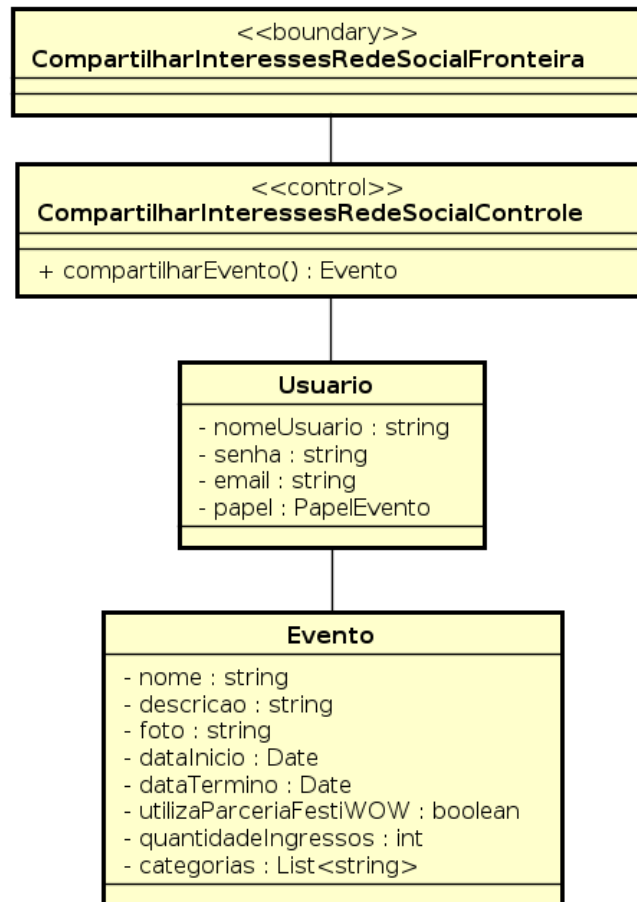 <<boundary>>
CompartilharInteressesRedeSocialFronteira
<<control>>
CompartilharInteressesRedeSocialControle
+ compartilharEvento() : Evento
Usuario
- nomeUsuario : string
- senha : string
- email : string
- papel : PapelEvento
Evento
- nome : string
- descricao : string
- foto : string
- dataInicio : Date
- dataTermino : Date
- utilizaParceriaFestiWOW : boolean
- quantidadeIngressos : int
- categorias : List<string>